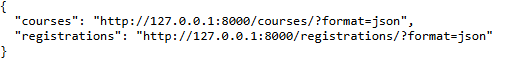 {
  "courses": "http://127.0.0.1:8000/courses/?format=json",
  "registrations": "http://127.0.0.1:8000/registrations/?format=json"
}